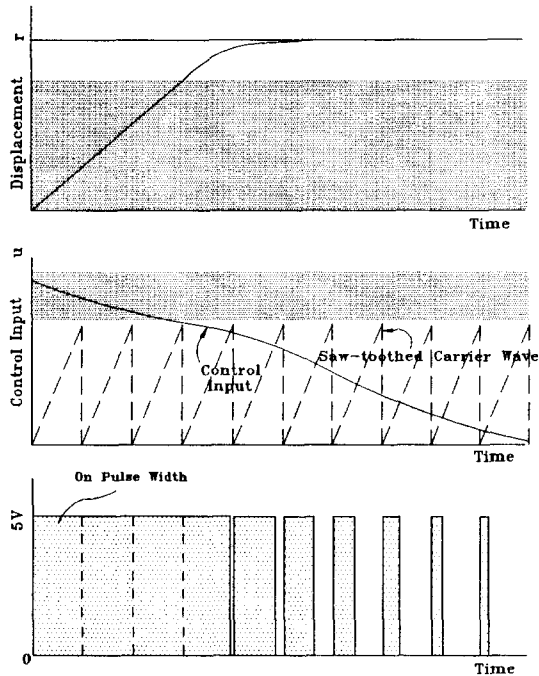 r
Displacement
Time
u
Control Input
Control
Input
Saw-toothed Carrier Wave
Time
On Pulse Width
5V
0
Time